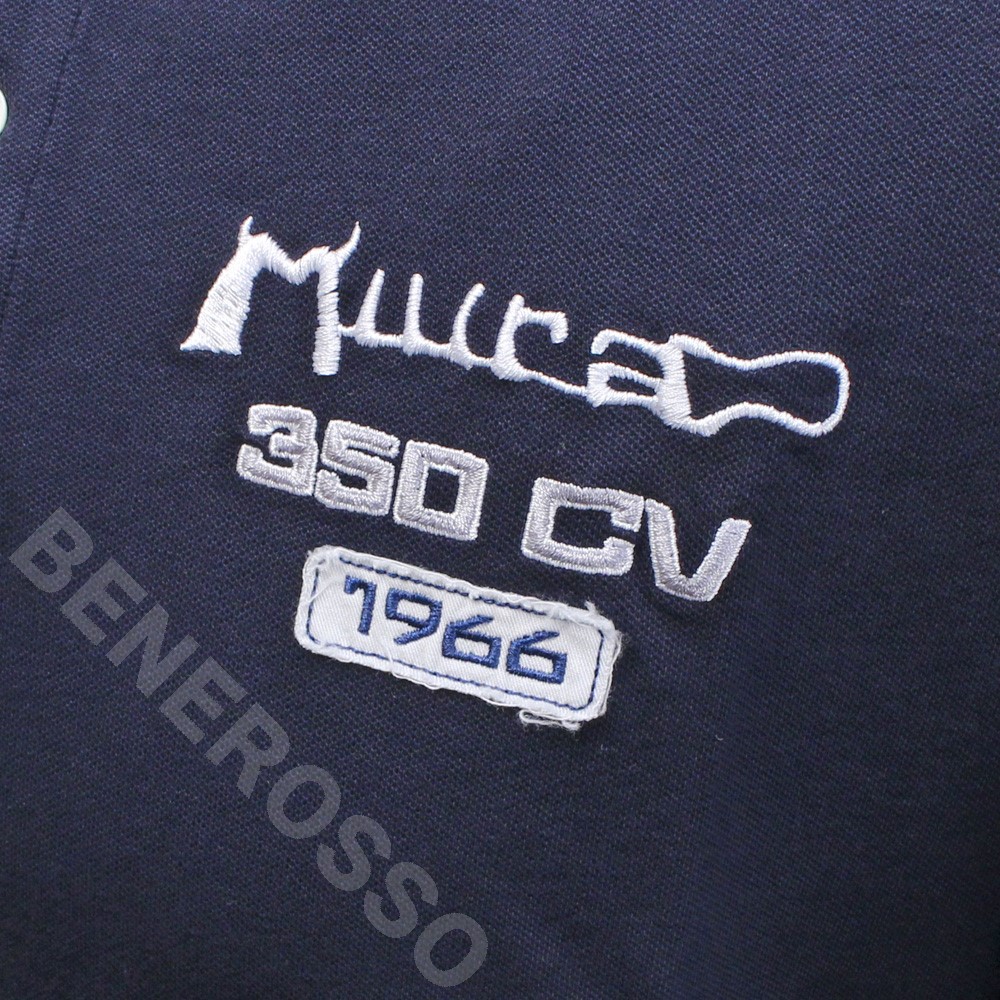 Miura
350 CV
1966
BENEROSSO